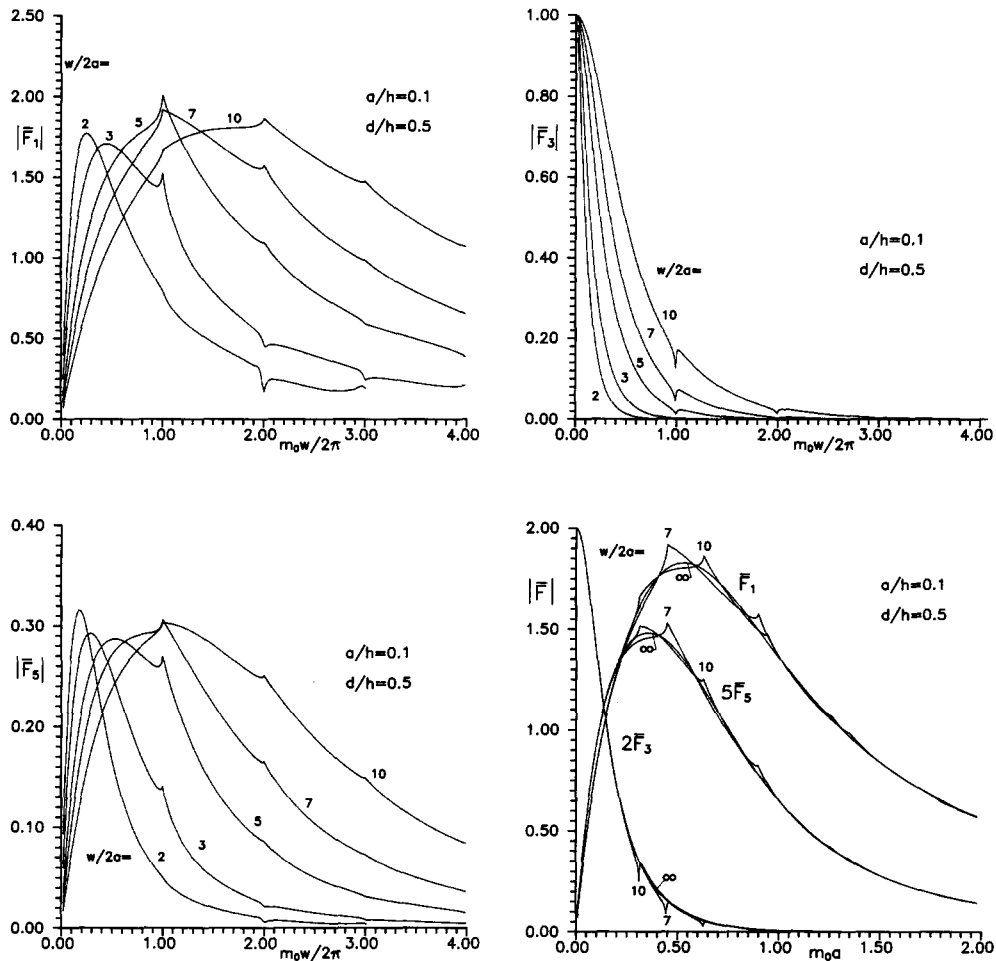 2.50
w/2a=
a/h=0.1
d/h=0.5
2.00
|F̅₁|
2
3
5
7
10
1.50
1.00
0.50
0.00
0.00
1.00
2.00
3.00
4.00
m₀w/2π
1.00
|F̅₃|
0.80
0.60
a/h=0.1
d/h=0.5
w/2a=
0.40
10
7
5
3
2
0.20
0.00
0.00
1.00
2.00
3.00
4.00
m₀w/2π
0.40
0.30
|F̅₅|
a/h=0.1
d/h=0.5
0.20
10
7
5
0.10
w/2a=
2
3
0.00
0.00
1.00
2.00
3.00
4.00
m₀w/2π
2.00
w/2a=
7
10
|F̅|
∞
F̅₁
a/h=0.1
d/h=0.5
1.50
7
∞
10
5F̅₅
1.00
2F̅₃
0.50
∞
10
7
0.00
0.00
0.50
1.00
1.50
2.00
m₀a